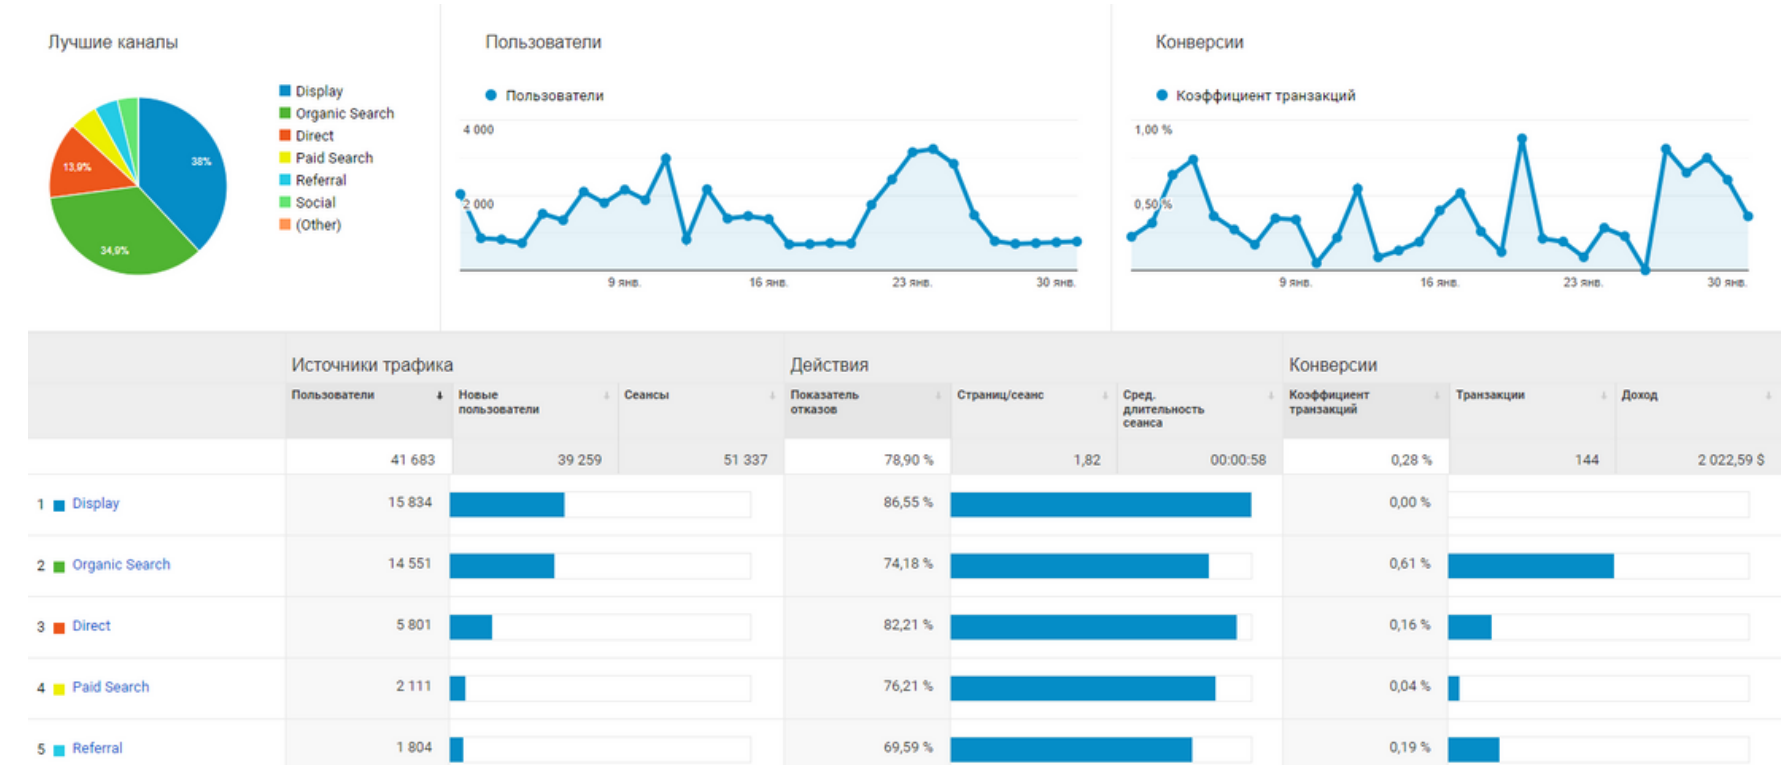 Лучшие каналы
Display
Organic Search
Direct
Paid Search
Referral
Social
(Other)
38%
13,9%
34,9%
Пользователи
Пользователи
4 000
2 000
9 янв.
16 янв.
23 янв.
30 янв.
Конверсии
Коэффициент транзакций
1,00 %
0,50 %
9 янв.
16 янв.
23 янв.
30 янв.
Источники трафика
Действия
Конверсии
Пользователи
Новые
пользователи
Сеансы
Показатель
отказов
Страниц/сеанс
Сред.
длительность
сеанса
Коэффициент
транзакций
Транзакции
Доход
41 683
39 259
51 337
78,90 %
1,82
00:00:58
0,28 %
144
2 022,59 $
1 Display 15 834 86,55 % 0,00 %
2 Organic Search 14 551 74,18 % 0,61 %
3 Direct 5 801 82,21 % 0,16 %
4 Paid Search 2 111 76,21 % 0,04 %
5 Referral 1 804 69,59 % 0,19 %